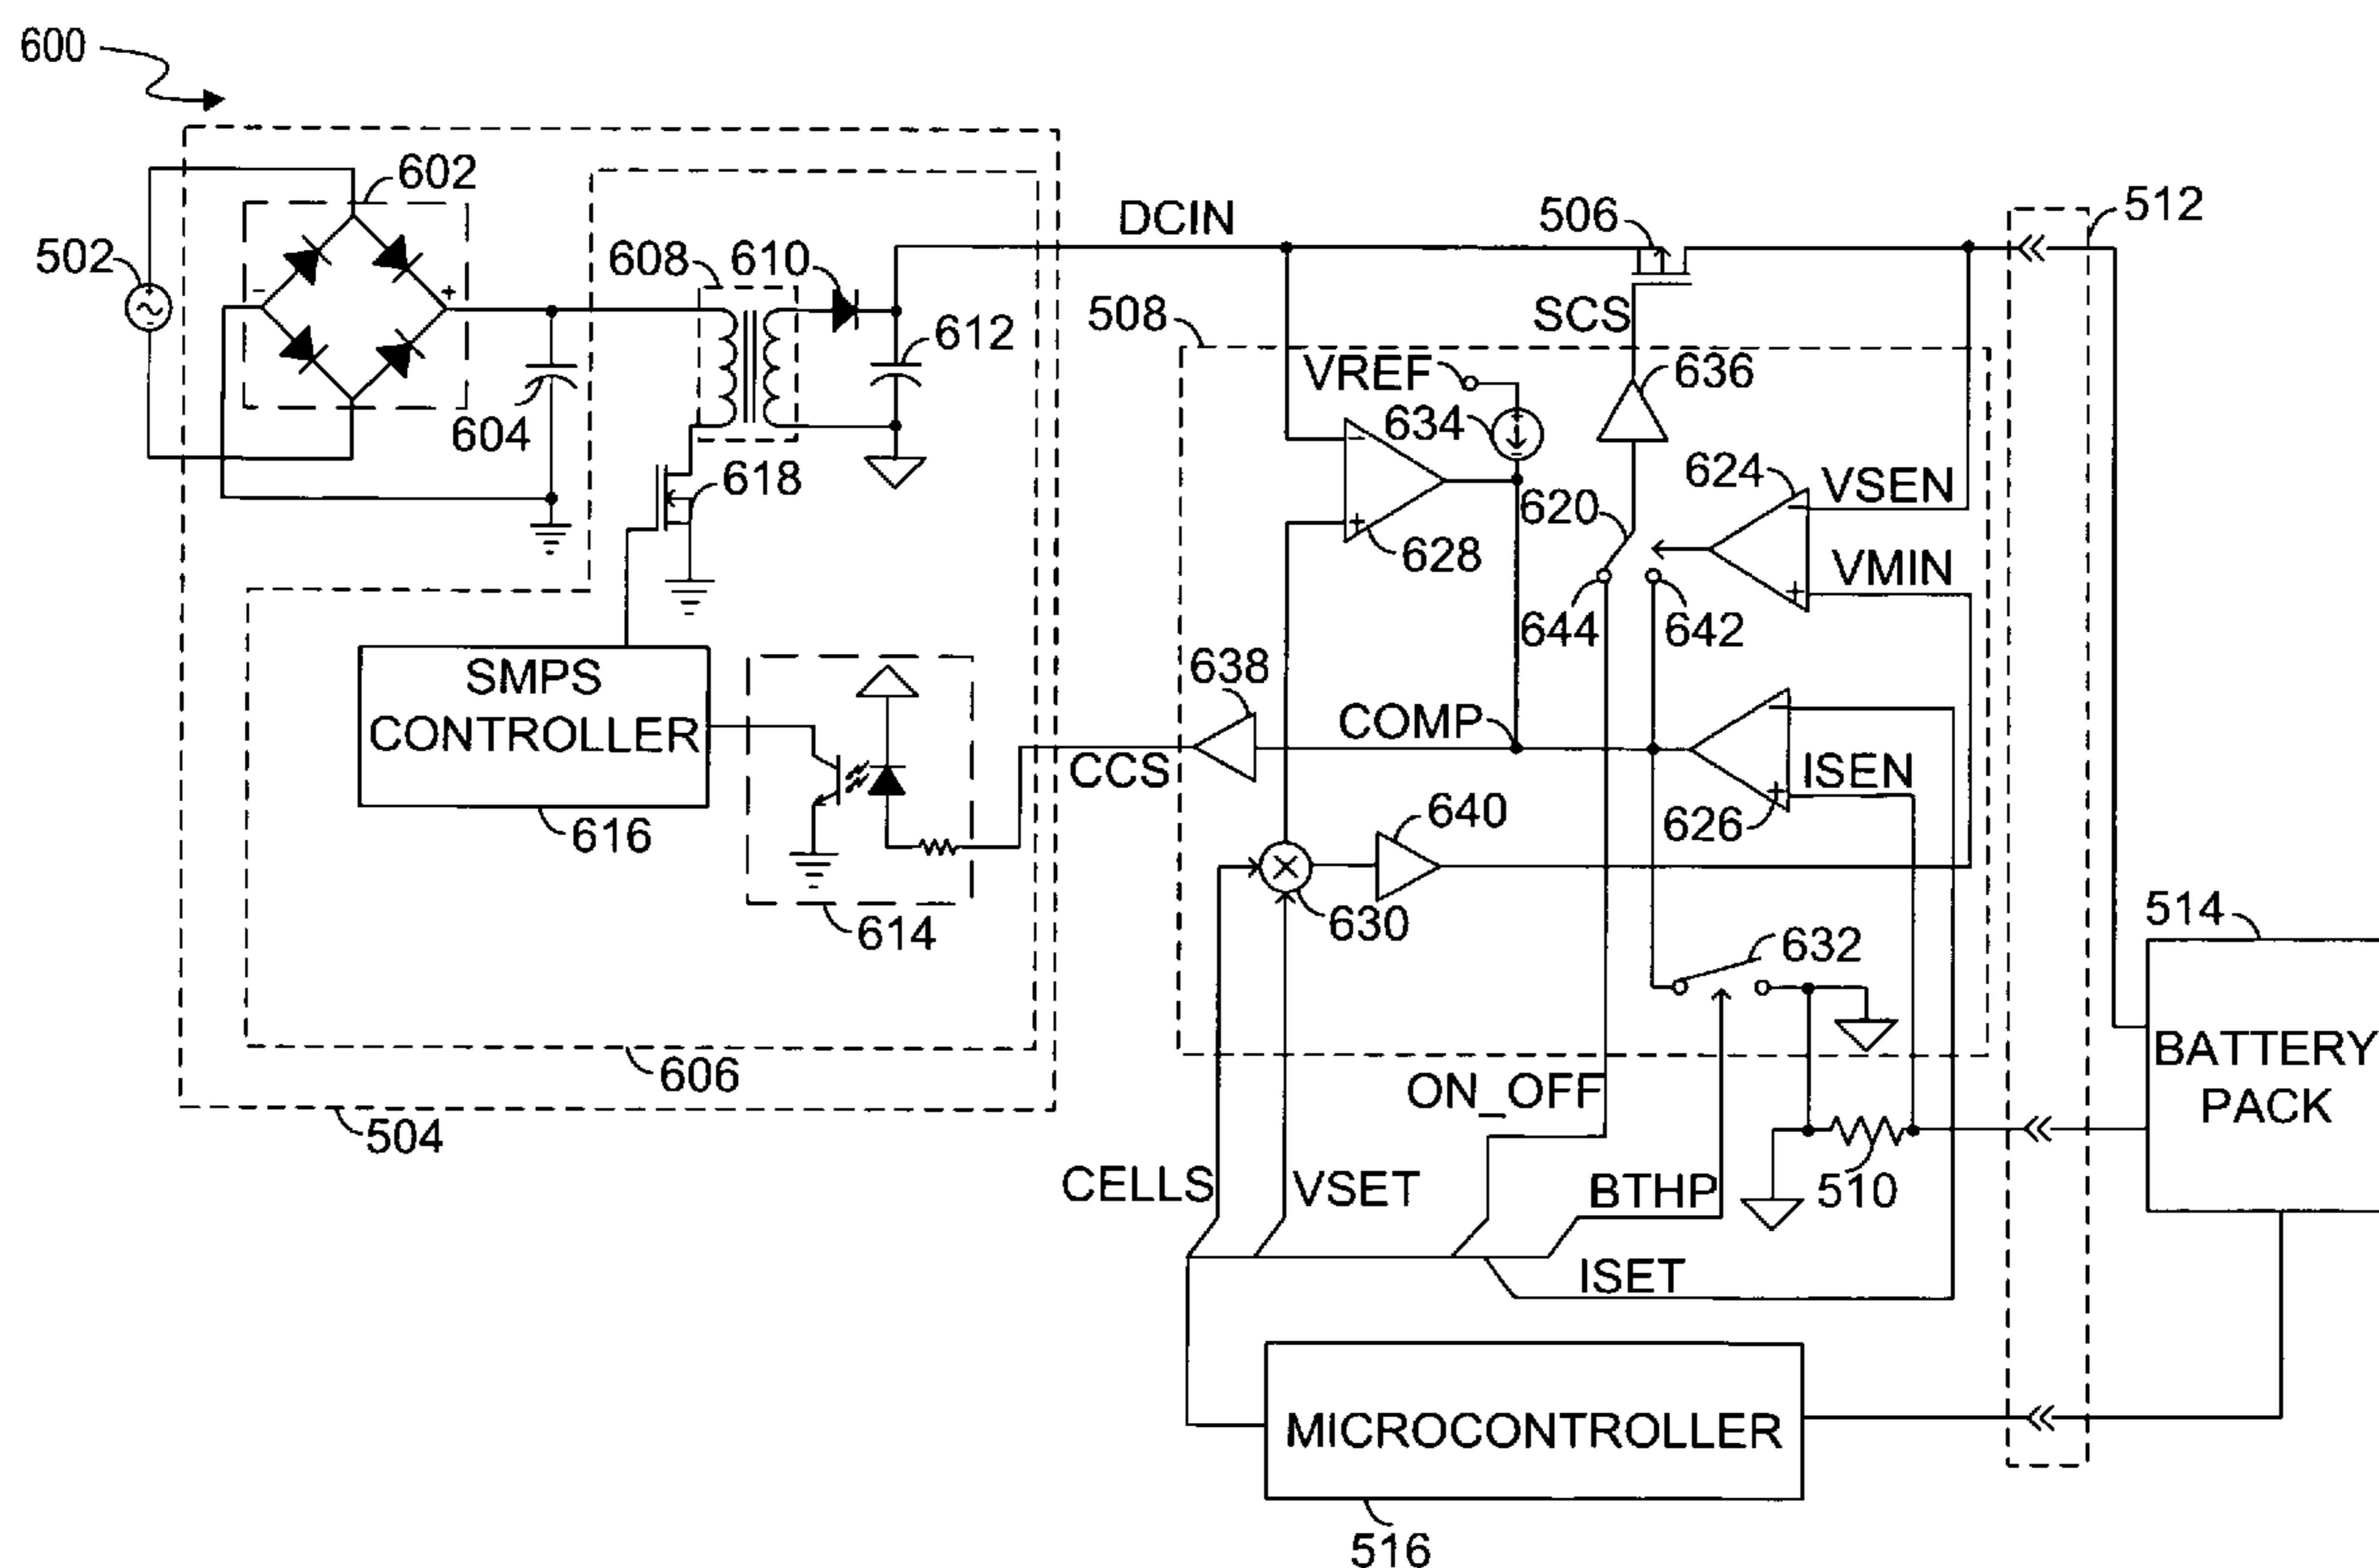 600
602
502
604
608
610
612
618
SMPS
CONTROLLER
616
614
606
504
DCIN
506
512
SCS
508
VREF
634
636
624
VSEN
VMIN
620
628
644
642
638
COMP
CCS
ISEN
626
640
630
632
514
BATTERY
PACK
ON_OFF
CELLS
VSET
BTHP
510
ISET
MICROCONTROLLER
516